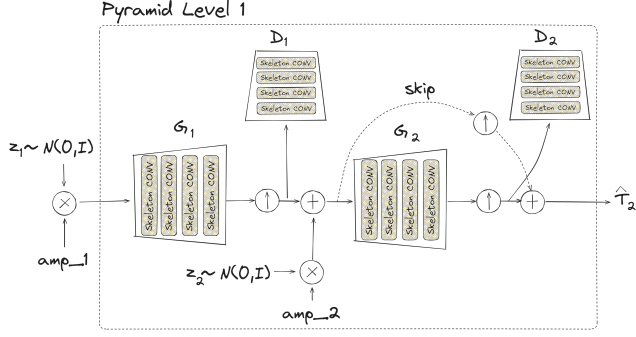 Pyramid Level 1
D1
Skeleton CONV
Skeleton CONV
Skeleton CONV
Skeleton CONV
D2
Skeleton CONV
Skeleton CONV
Skeleton CONV
Skeleton CONV
skip
↑
z1~ N(0,I)
G1
Skeleton CONV
Skeleton CONV
Skeleton CONV
Skeleton CONV
G2
Skeleton CONV
Skeleton CONV
Skeleton CONV
Skeleton CONV
×
↑
+
↑
+
T̂2
amp_1
z2~ N(0,I)
×
amp_2